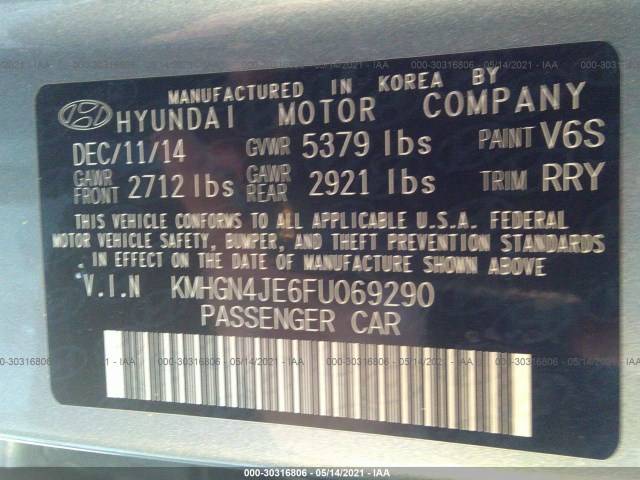 MANUFACTURED IN KOREA BY
HYUNDAI MOTOR COMPANY
DEC/11/14 GVWR 5379 lbs PAINT V6S
GAWR FRONT 2712 lbs GAWR REAR 2921 lbs TRIM RRY
THIS VEHICLE CONFORMS TO ALL APPLICABLE U.S.A. FEDERAL
MOTOR VEHICLE SAFETY, BUMPER, AND THEFT PREVENTION STANDARDS
IN EFFECT ON THE DATE OF MANUFACTURE SHOWN ABOVE
V.I.N KMHGN4JE6FU069290
PASSENGER CAR
000-30316806 - 05/14/2021 - IAA